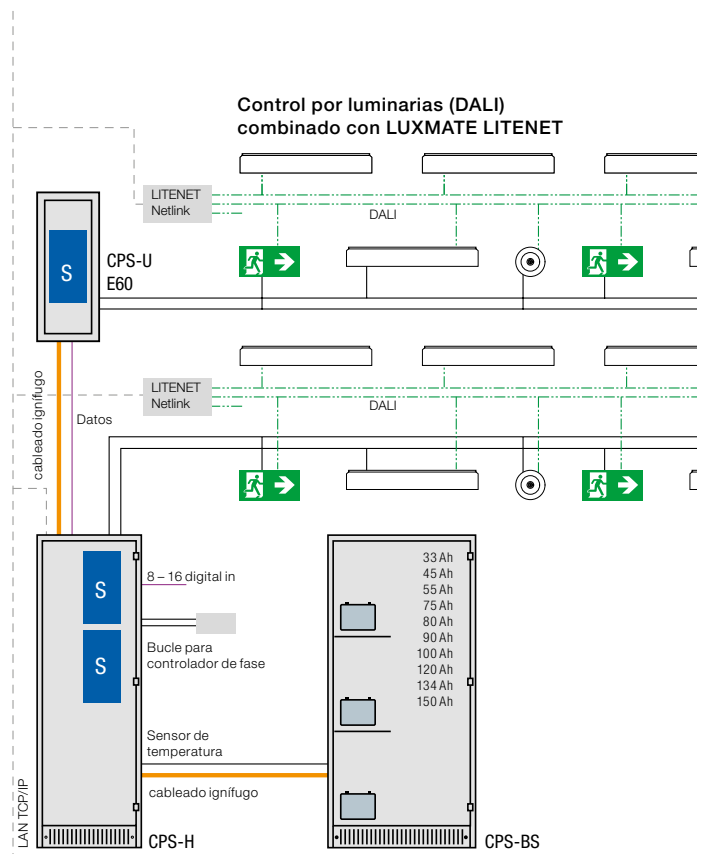 Control por luminarias (DALI)
combinado con LUXMATE LITENET
LITENET
Netlink
DALI
S
CPS-U
E60
LITENET
Netlink
DALI
cableado ignífugo
Datos
S
8 – 16 digital in
S
Bucle para
controlador de fase
Sensor de
temperatura
cableado ignífugo
33 Ah
45 Ah
55 Ah
75 Ah
80 Ah
90 Ah
100 Ah
120 Ah
134 Ah
150 Ah
LAN TCP/IP
CPS-H
CPS-BS